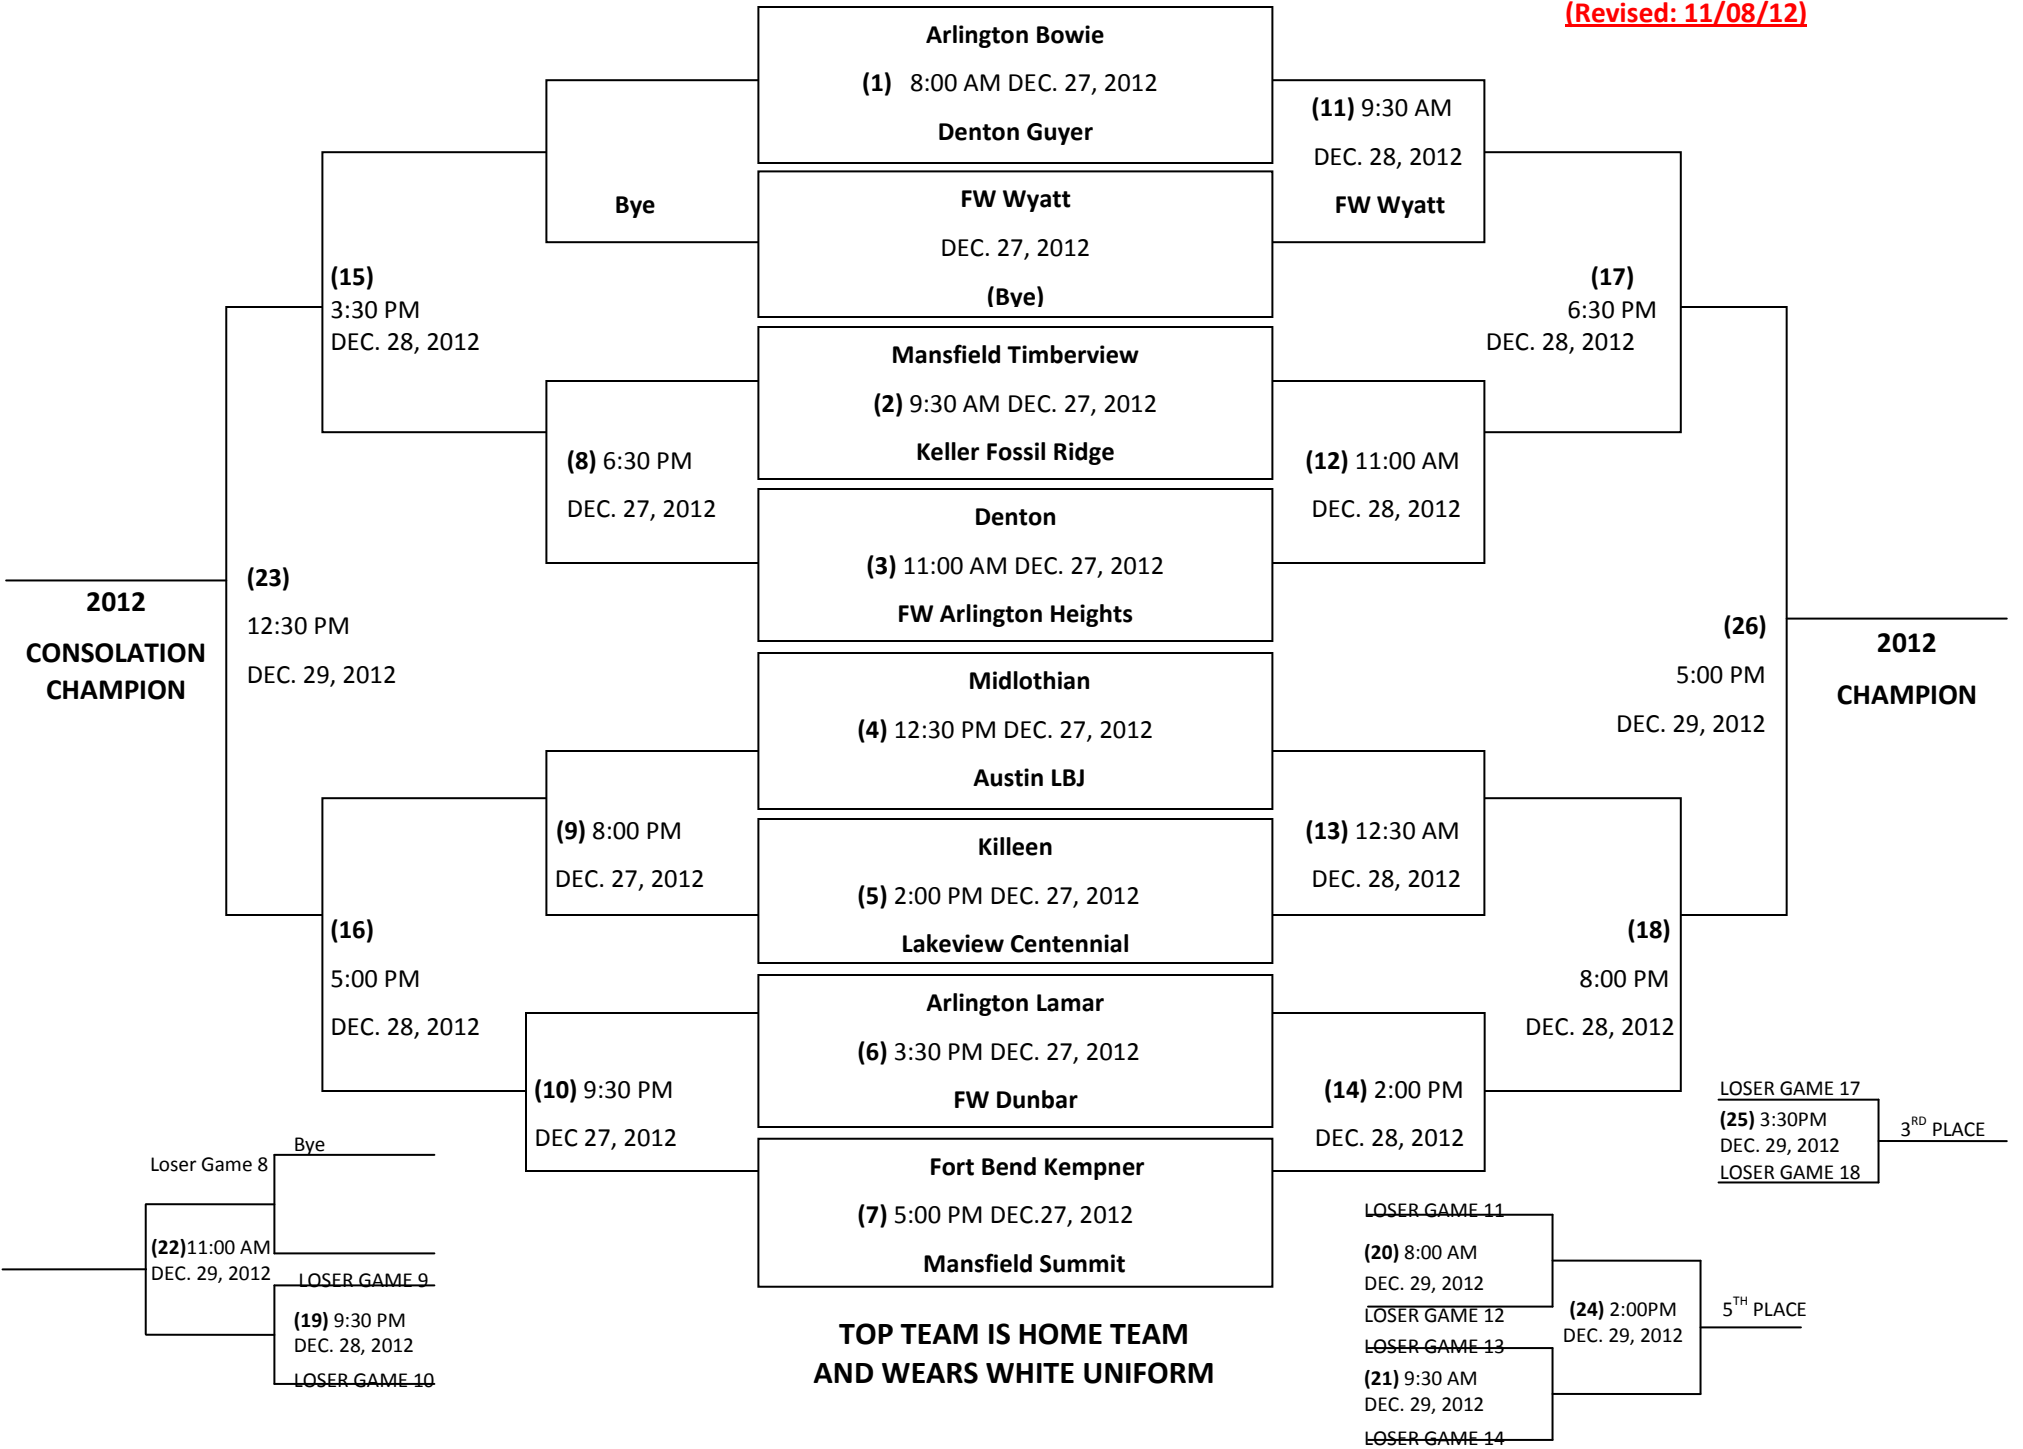 (Revised: 11/08/12)
Arlington Bowie
(1) 8:00 AM DEC. 27, 2012
Denton Guyer
(11) 9:30 AM
DEC. 28, 2012
Bye
FW Wyatt
FW Wyatt
DEC. 27, 2012
(Bye)
(15)
3:30 PM
DEC. 28, 2012
(17)
6:30 PM
DEC. 28, 2012
Mansfield Timberview
(2) 9:30 AM DEC. 27, 2012
Keller Fossil Ridge
(8) 6:30 PM
DEC. 27, 2012
(12) 11:00 AM
DEC. 28, 2012
Denton
(3) 11:00 AM DEC. 27, 2012
FW Arlington Heights
2012
CONSOLATION
CHAMPION
(23)
12:30 PM
DEC. 29, 2012
(26)
5:00 PM
DEC. 29, 2012
2012
CHAMPION
Midlothian
(4) 12:30 PM DEC. 27, 2012
Austin LBJ
(9) 8:00 PM
DEC. 27, 2012
(13) 12:30 AM
DEC. 28, 2012
Killeen
(5) 2:00 PM DEC. 27, 2012
Lakeview Centennial
(16)
5:00 PM
DEC. 28, 2012
(18)
8:00 PM
DEC. 28, 2012
Arlington Lamar
(6) 3:30 PM DEC. 27, 2012
FW Dunbar
(10) 9:30 PM
DEC 27, 2012
(14) 2:00 PM
DEC. 28, 2012
LOSER GAME 17
(25) 3:30PM
DEC. 29, 2012
LOSER GAME 18
3RD PLACE
Fort Bend Kempner
(7) 5:00 PM DEC.27, 2012
Mansfield Summit
Bye
Loser Game 8
(22)11:00 AM
DEC. 29, 2012
LOSER GAME 9
(19) 9:30 PM
DEC. 28, 2012
LOSER GAME 10
LOSER GAME 11
(20) 8:00 AM
DEC. 29, 2012
LOSER GAME 12
LOSER GAME 13
(21) 9:30 AM
DEC. 29, 2012
LOSER GAME 14
(24) 2:00PM
DEC. 29, 2012
5TH PLACE
TOP TEAM IS HOME TEAM
AND WEARS WHITE UNIFORM